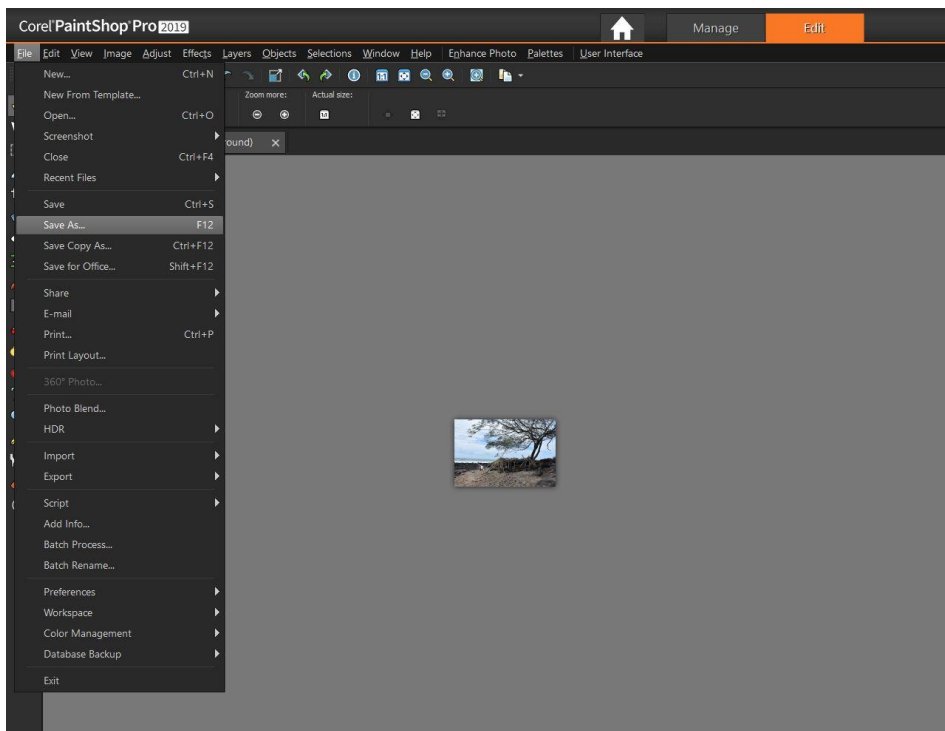 Corel® PaintShop® Pro 2019
Manage
Edit
File Edit View Image Adjust Effects Layers Objects Selections Window Help Enhance Photo Palettes User Interface
New... Ctrl+N
New From Template...
Zoom more: Actual size:
Open... Ctrl+O
Screenshot
ound)
Close Ctrl+F4
Recent Files
Save Ctrl+S
Save As... F12
Save Copy As... Ctrl+F12
Save for Office... Shift+F12
Share
E-mail
Print... Ctrl+P
Print Layout...
360° Photo...
Photo Blend...
HDR
Import
Export
Script
Add Info...
Batch Process...
Batch Rename...
Preferences
Workspace
Color Management
Database Backup
Exit